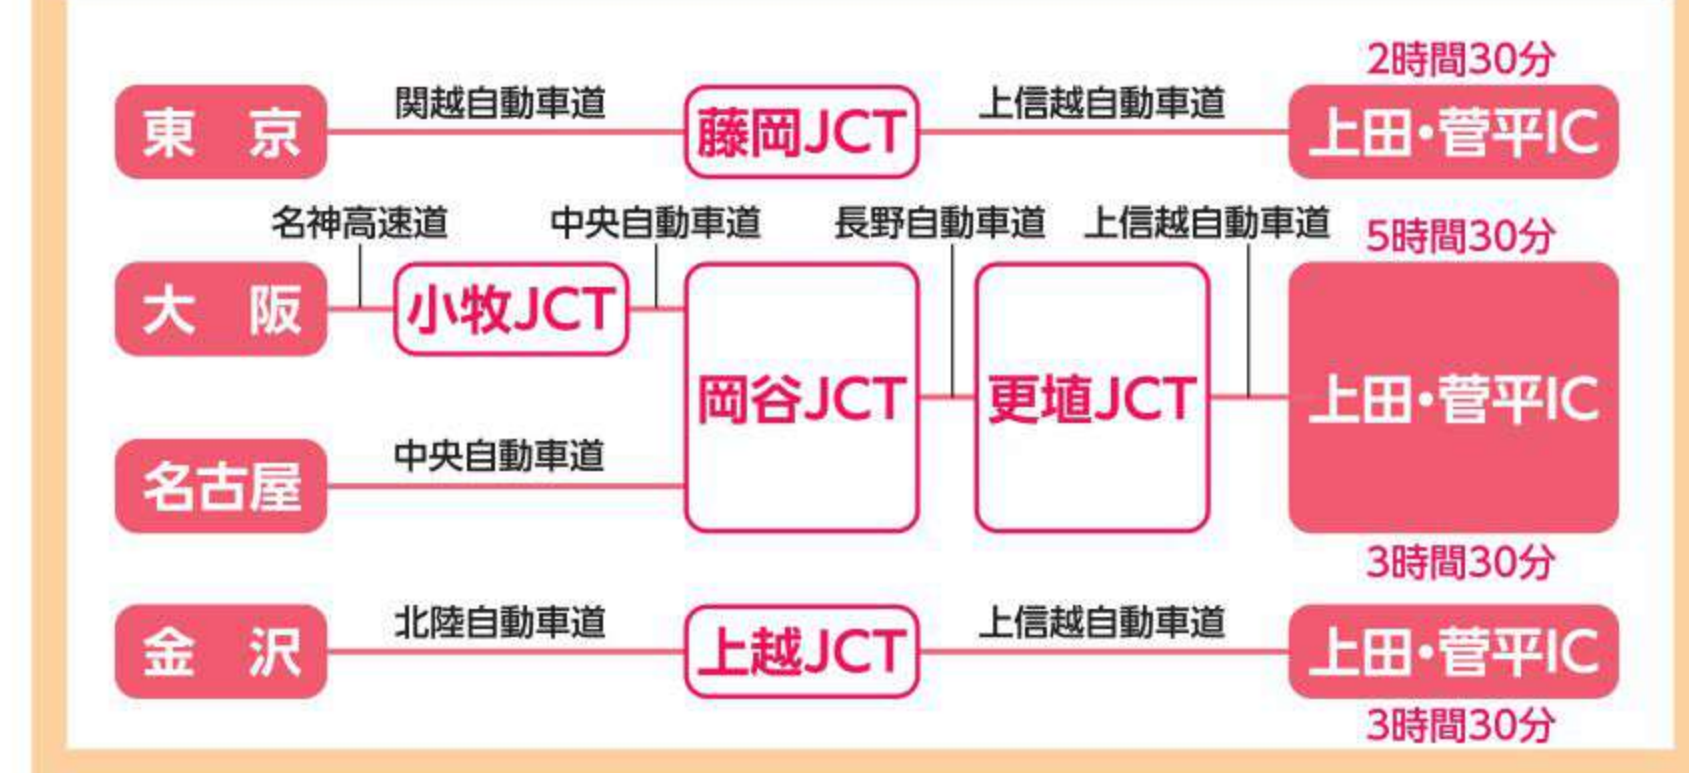 2時間30分
東 京
関越自動車道
藤岡JCT
上信越自動車道
上田・菅平IC
名神高速道
中央自動車道
長野自動車道
上信越自動車道
5時間30分
大 阪
小牧JCT
岡谷JCT
更埴JCT
上田・菅平IC
中央自動車道
名古屋
3時間30分
金 沢
北陸自動車道
上越JCT
上信越自動車道
上田・菅平IC
3時間30分